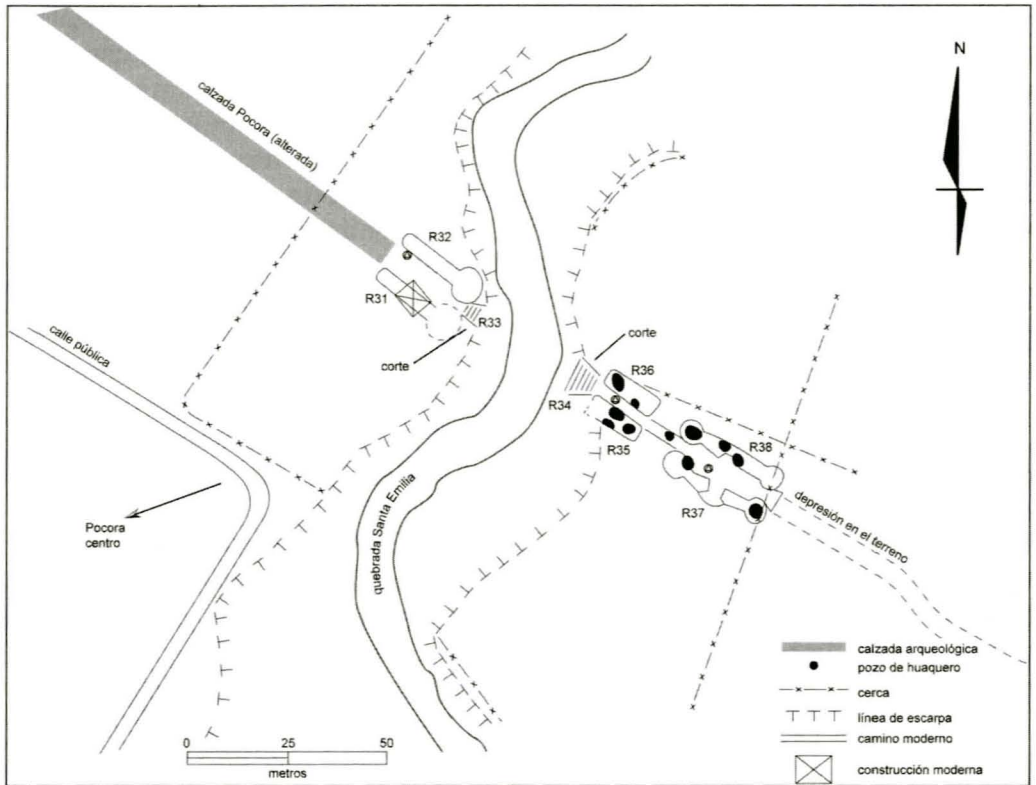 N
calzada Pocora (alterada)
R32
R31
R33
corte
calle pública
corte
R36
R34
R35
R38
R37
depresión en el terreno
quebrada Santa Emilia
Pocora
centro
0 25 50
metros
calzada arqueológica
pozo de huaquero
cerca
línea de escarpa
camino moderno
construcción moderna